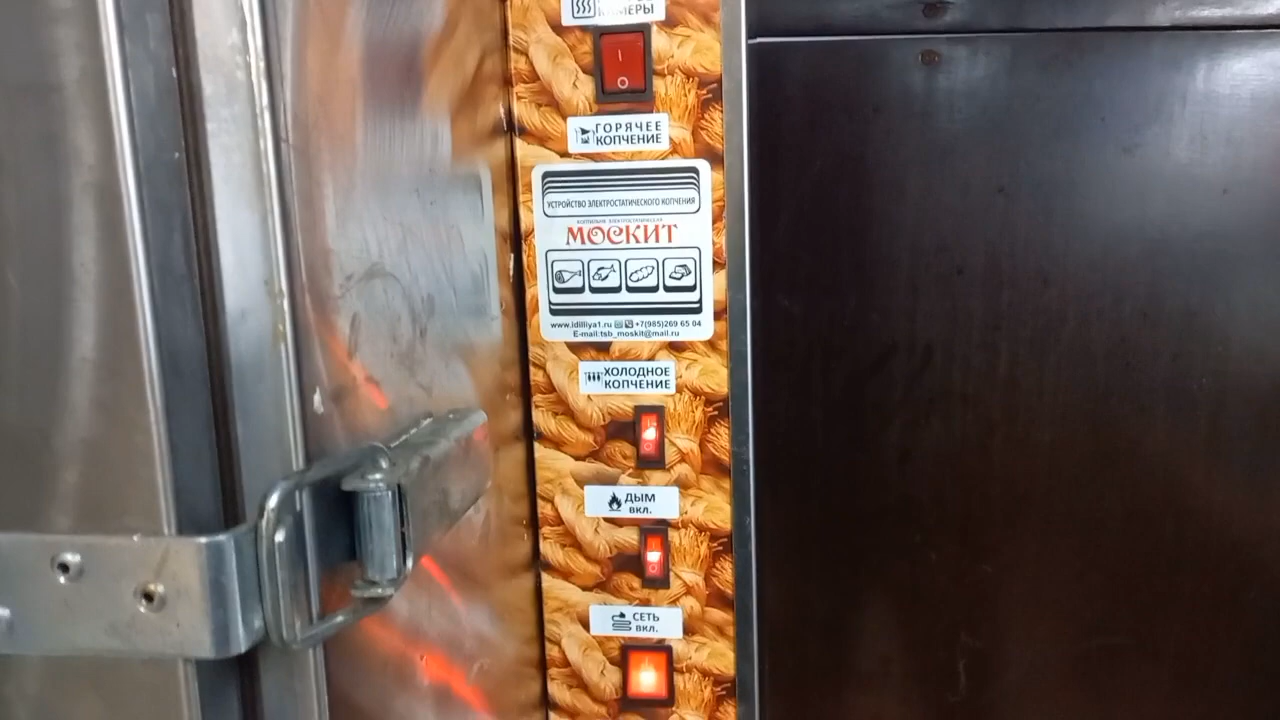 КАМЕРЫ
ГОРЯЧЕЕ
КОПЧЕНИЕ
УСТРОЙСТВО ЭЛЕКТРОСТАТИЧЕСКОГО КОПЧЕНИЯ
КОПТИЛЬНЯ ЭЛЕКТРОСТАТИЧЕСКАЯ
МОСКИТ
www.idilliya1.ru +7(985)269 65 04
E-mail:tsb_moskit@mail.ru
ХОЛОДНОЕ
КОПЧЕНИЕ
ДЫМ
ВКЛ.
СЕТЬ
ВКЛ.